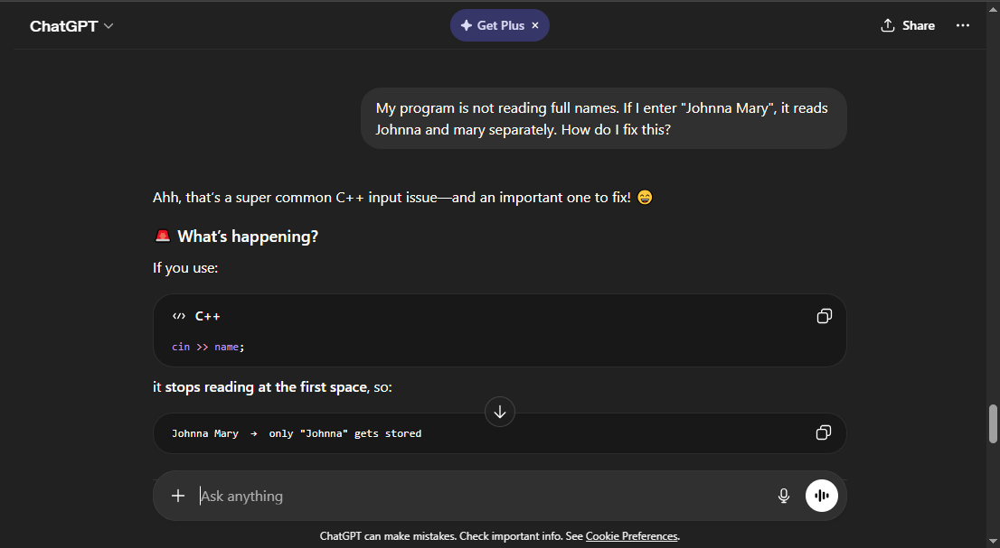 ChatGPT
Get Plus ×
Share
My program is not reading full names. If I enter "Johnna Mary", it reads
Johnna and mary separately. How do I fix this?
Ahh, that's a super common C++ input issue—and an important one to fix! 😄
🚨 What's happening?
If you use:
C++
cin >> name;
it stops reading at the first space, so:
Johnna Mary → only "Johnna" gets stored
Ask anything
ChatGPT can make mistakes. Check important info. See Cookie Preferences.